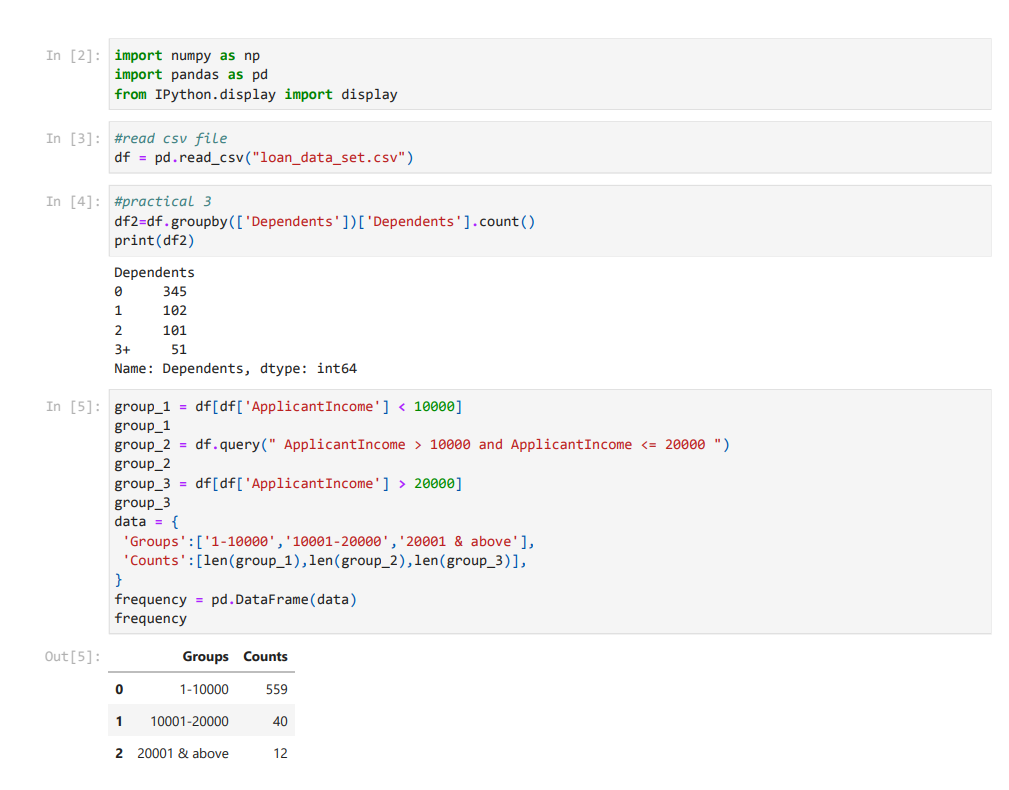 In [2]: import numpy as np
import pandas as pd
from IPython.display import display
In [3]: #read csv file
df = pd.read_csv("loan_data_set.csv")
In [4]: #practical 3
df2=df.groupby(['Dependents'])['Dependents'].count()
print(df2)
Dependents
0     345
1     102
2     101
3+     51
Name: Dependents, dtype: int64
In [5]: group_1 = df[df['ApplicantIncome'] < 10000]
group_1
group_2 = df.query(" ApplicantIncome > 10000 and ApplicantIncome <= 20000 ")
group_2
group_3 = df[df['ApplicantIncome'] > 20000]
group_3
data = {
 'Groups':['1-10000','10001-20000','20001 & above'],
 'Counts':[len(group_1),len(group_2),len(group_3)],
}
frequency = pd.DataFrame(data)
frequency
Out[5]: Groups Counts
0 1-10000 559
1 10001-20000 40
2 20001 & above 12